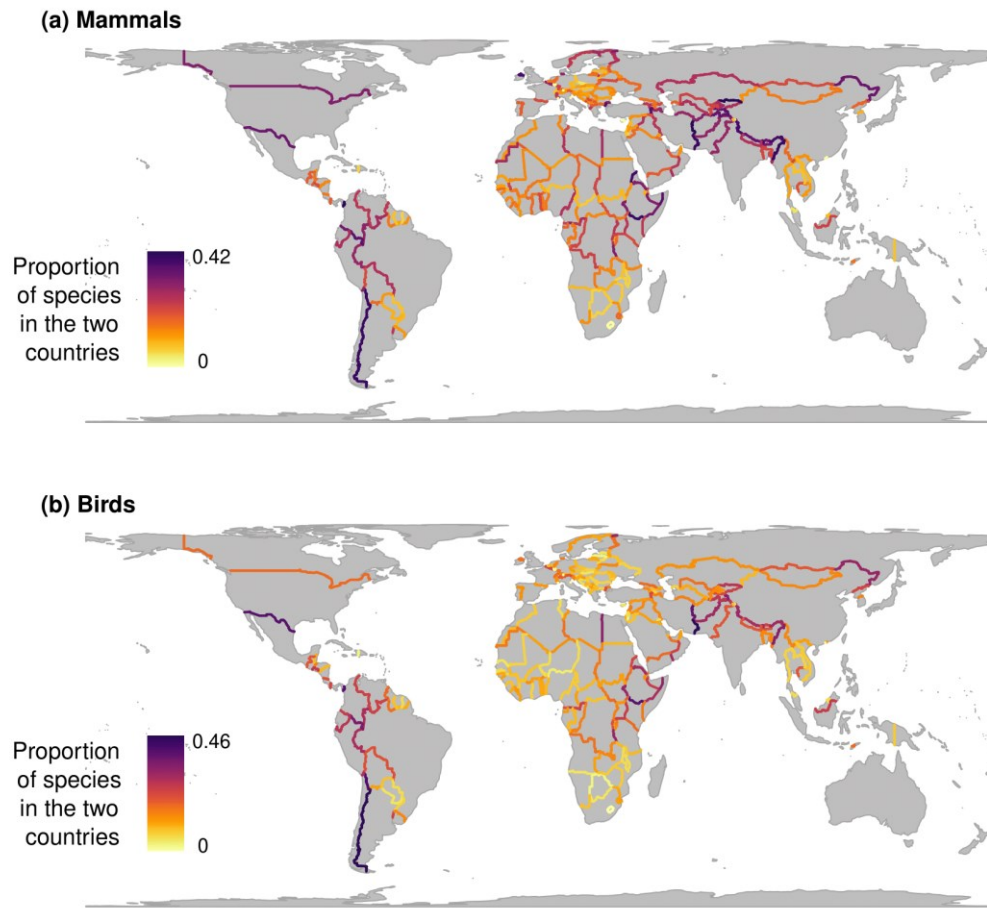 (a) Mammals
Proportion
of species
in the two
countries
0.42
0
(b) Birds
Proportion
of species
in the two
countries
0.46
0